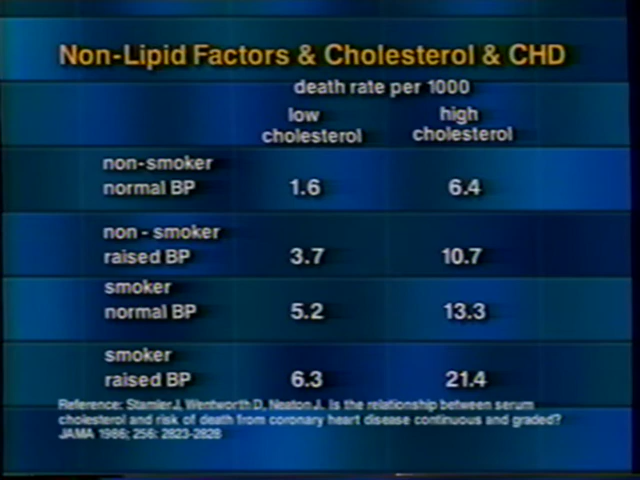 Non-Lipid Factors & Cholesterol & CHD
death rate per 1000
low cholesterol high cholesterol
non-smoker
normal BP 1.6 6.4
non - smoker
raised BP 3.7 10.7
smoker
normal BP 5.2 13.3
smoker
raised BP 6.3 21.4
Reference: Stamler J, Wentworth D, Neaton J. Is the relationship between serum
cholesterol and risk of death from coronary heart disease continuous and graded?
JAMA 1986; 256: 2823-2828